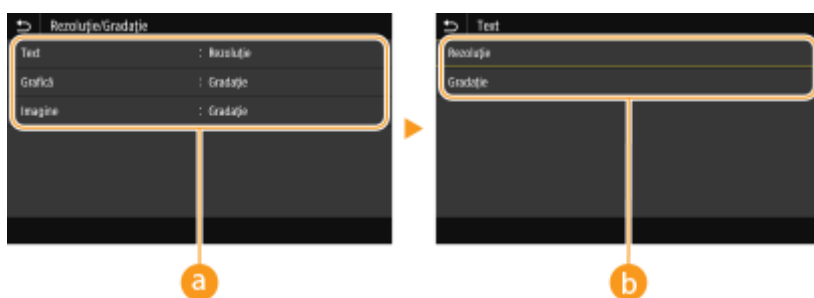 Rezoluție/Gradație
Text : Rezoluție
Grafică : Gradație
Imagine : Gradație
a
Text
Rezoluție
Gradație
b